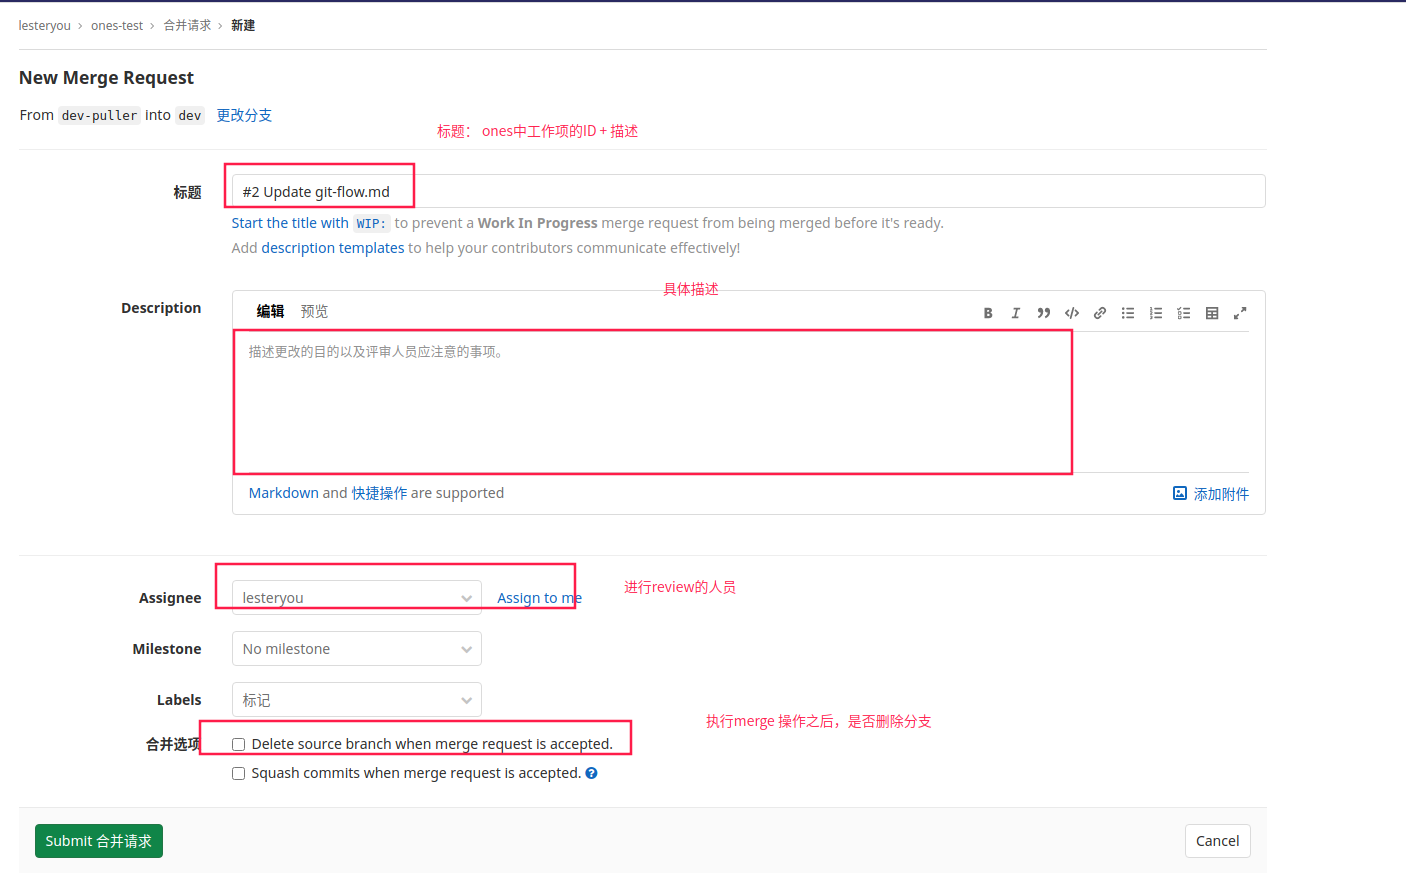 lesteryou › ones-test › 合并请求 › 新建
New Merge Request
From dev-puller into dev 更改分支
标题： ones中工作项的ID + 描述
标题
#2 Update git-flow.md
Start the title with WIP: to prevent a Work In Progress merge request from being merged before it's ready.
Add description templates to help your contributors communicate effectively!
具体描述
Description
编辑 预览
描述更改的目的以及评审人员应注意的事项。
Markdown and 快捷操作 are supported
添加附件
Assignee
lesteryou
Assign to me
进行review的人员
Milestone
No milestone
Labels
标记
执行merge 操作之后，是否删除分支
合并选项
Delete source branch when merge request is accepted.
Squash commits when merge request is accepted.
Submit 合并请求
Cancel